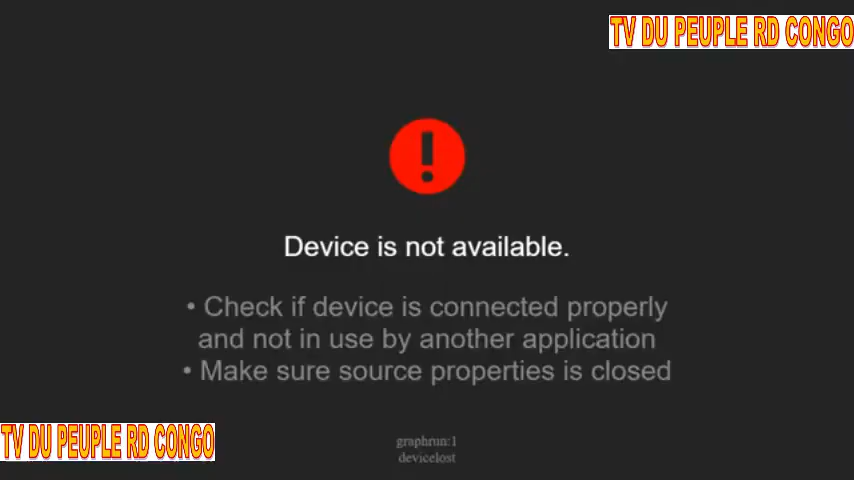 TV DU PEUPLE RD CONGO
Device is not available.
• Check if device is connected properly
and not in use by another application
• Make sure source properties is closed
TV DU PEUPLE RD CONGO
graphrun:1
devicelost